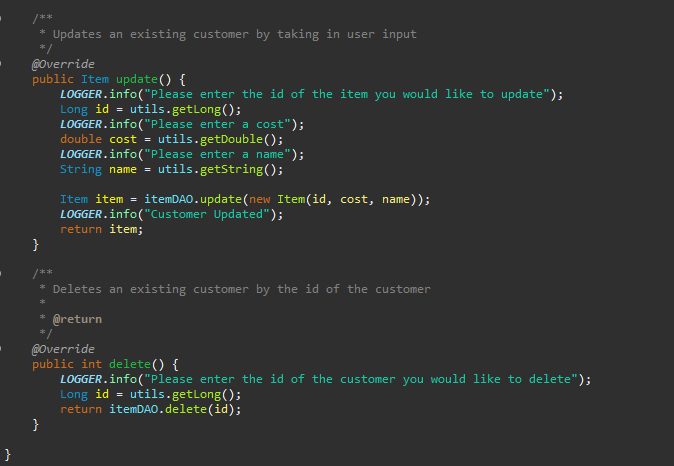 /**
 * Updates an existing customer by taking in user input
 */
@Override
public Item update() {
    LOGGER.info("Please enter the id of the item you would like to update");
    Long id = utils.getLong();
    LOGGER.info("Please enter a cost");
    double cost = utils.getDouble();
    LOGGER.info("Please enter a name");
    String name = utils.getString();

    Item item = itemDAO.update(new Item(id, cost, name));
    LOGGER.info("Customer Updated");
    return item;
}

/**
 * Deletes an existing customer by the id of the customer
 *
 * @return
 */
@Override
public int delete() {
    LOGGER.info("Please enter the id of the customer you would like to delete");
    Long id = utils.getLong();
    return itemDAO.delete(id);
}

}